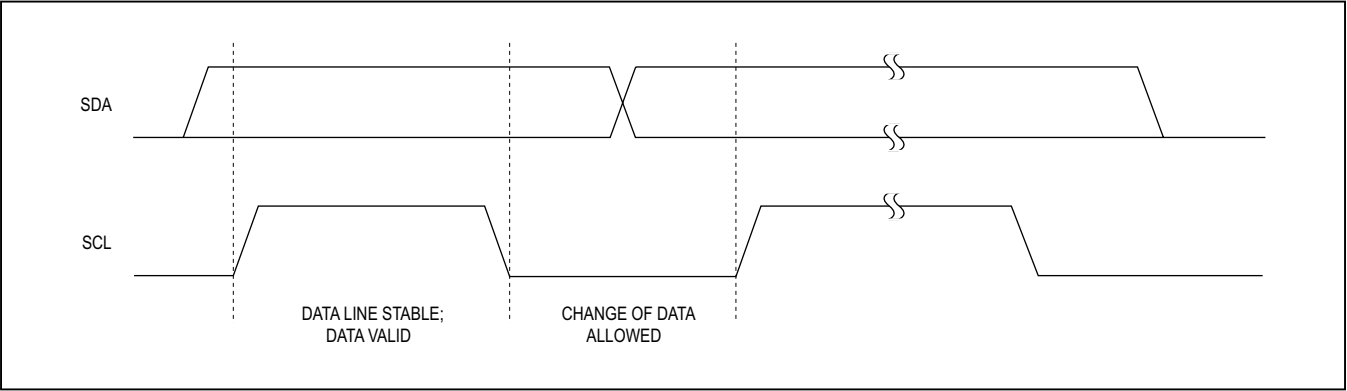 SDA
SCL
DATA LINE STABLE;
DATA VALID
CHANGE OF DATA
ALLOWED